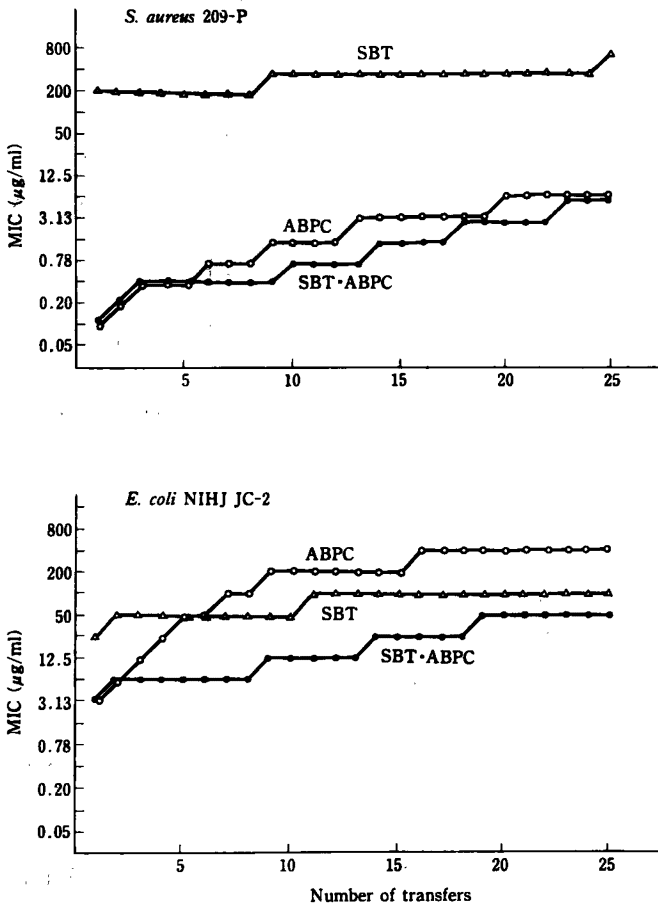 S. aureus 209-P
800
SBT
200
50
12.5
MIC (μg/ml)
3.13
ABPC
0.78
SBT·ABPC
0.20
0.05
5 10 15 20 25
E. coli NIHJ JC-2
800
ABPC
200
50
SBT
12.5
SBT·ABPC
MIC (μg/ml)
3.13
0.78
0.20
0.05
5 10 15 20 25
Number of transfers